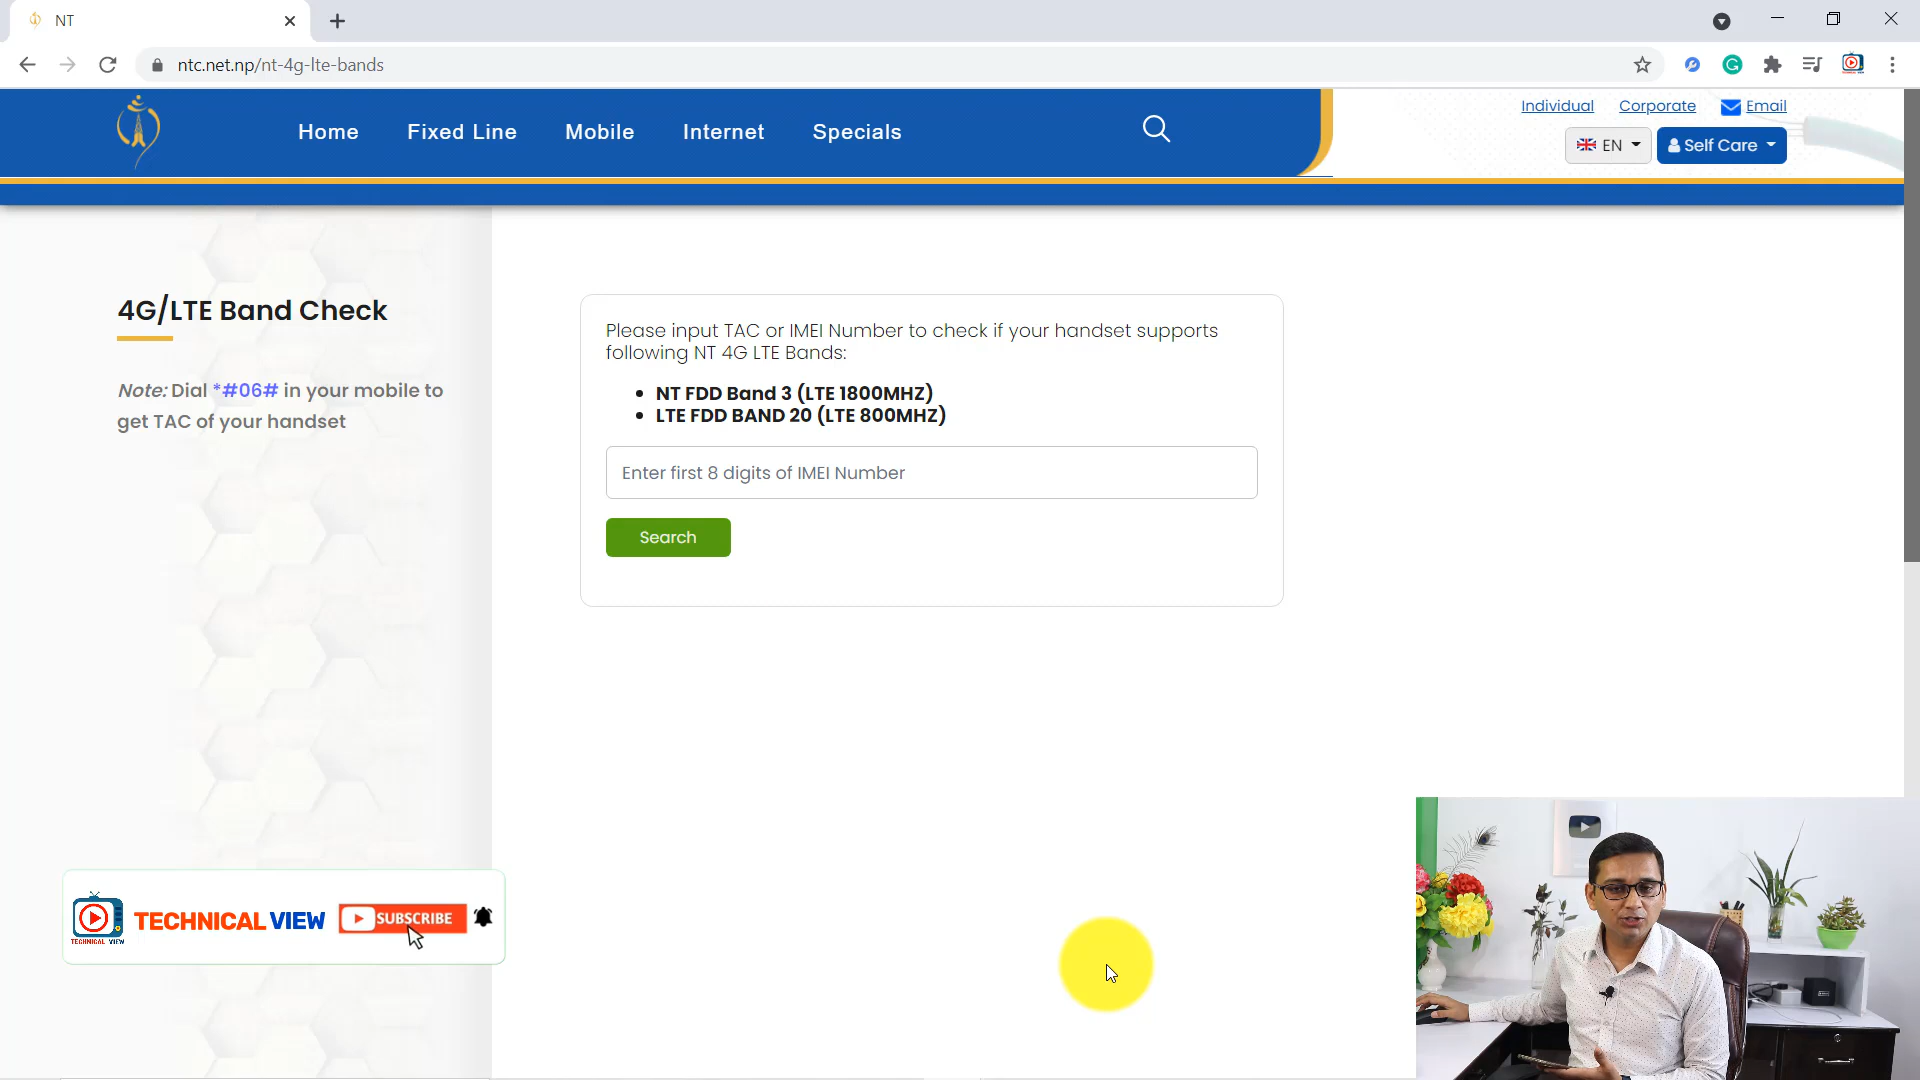 NT
ntc.net.np/nt-4g-lte-bands
Home Fixed Line Mobile Internet Specials
Individual Corporate Email
EN Self Care
4G/LTE Band Check
Note: Dial *#06# in your mobile to
get TAC of your handset
Please input TAC or IMEI Number to check if your handset supports
following NT 4G LTE Bands:
NT FDD Band 3 (LTE 1800MHZ)
LTE FDD BAND 20 (LTE 800MHZ)
Enter first 8 digits of IMEI Number
Search
TECHNICAL VIEW
TECHNICAL VIEW SUBSCRIBE